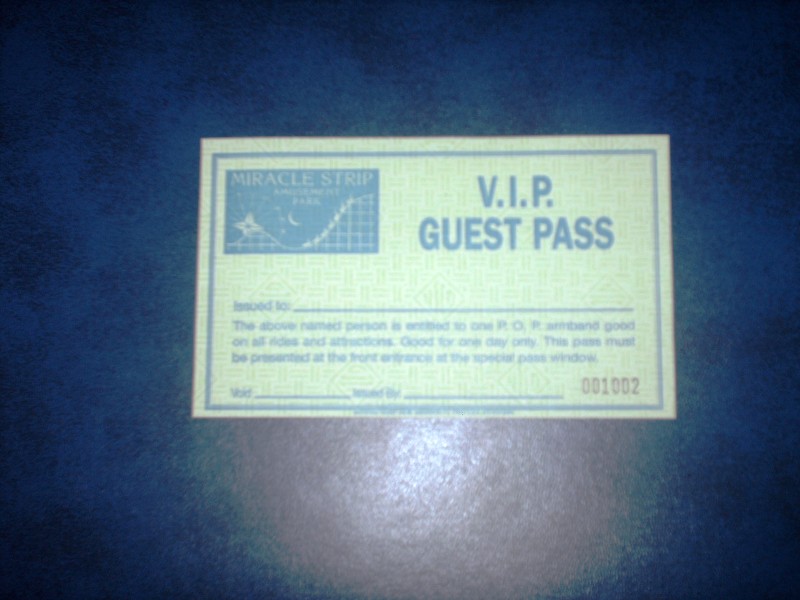 MIRACLE STRIP
AMUSEMENT
PARK
V.I.P.
GUEST PASS
Issued to:
The above named person is entitled to one P. O. P. armband good
on all rides and attractions. Good for one day only. This pass must
be presented at the front entrance at the special pass window.
Void Issued By:
001002